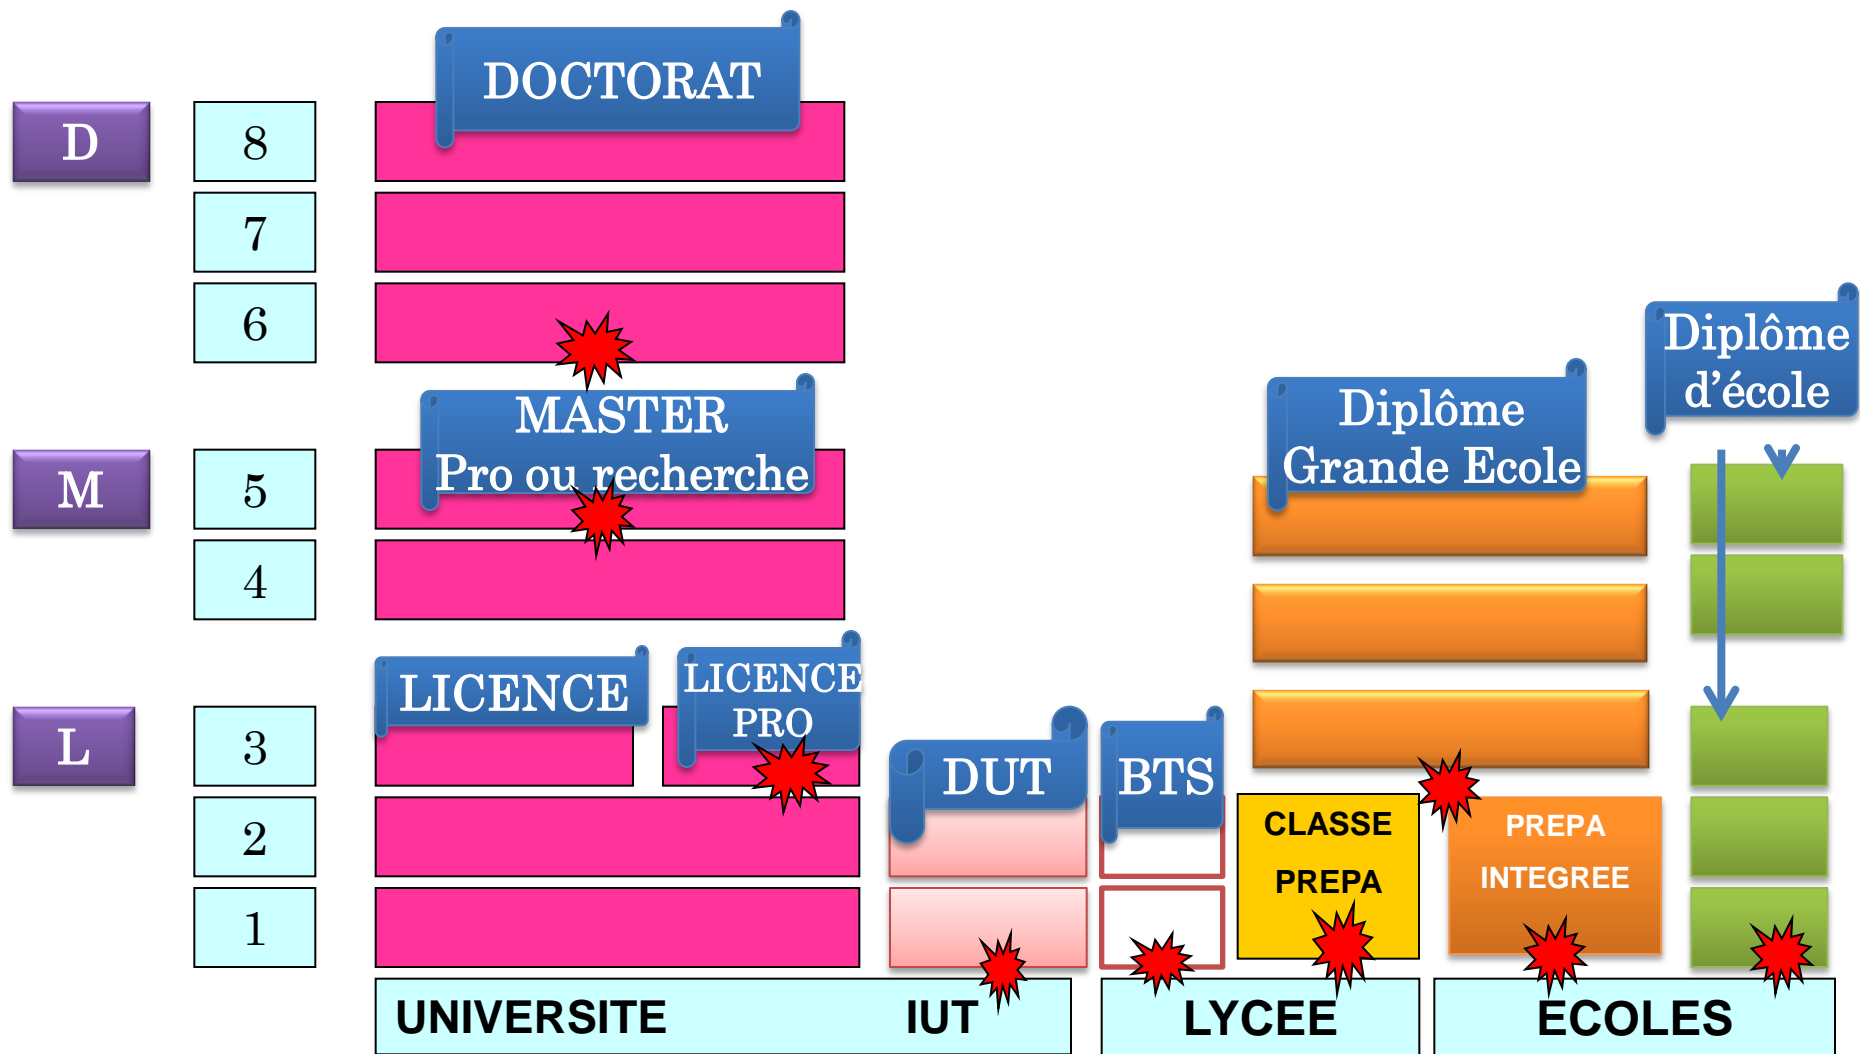 DOCTORAT
D
8
7
6
MASTER
Pro ou recherche
M
5
4
Diplôme
Grande Ecole
Diplôme
d'école
LICENCE
LICENCE
PRO
L
3
2
1
DUT
BTS
CLASSE
PREPA
PREPA
INTEGREE
UNIVERSITE
IUT
LYCEE
ECOLES